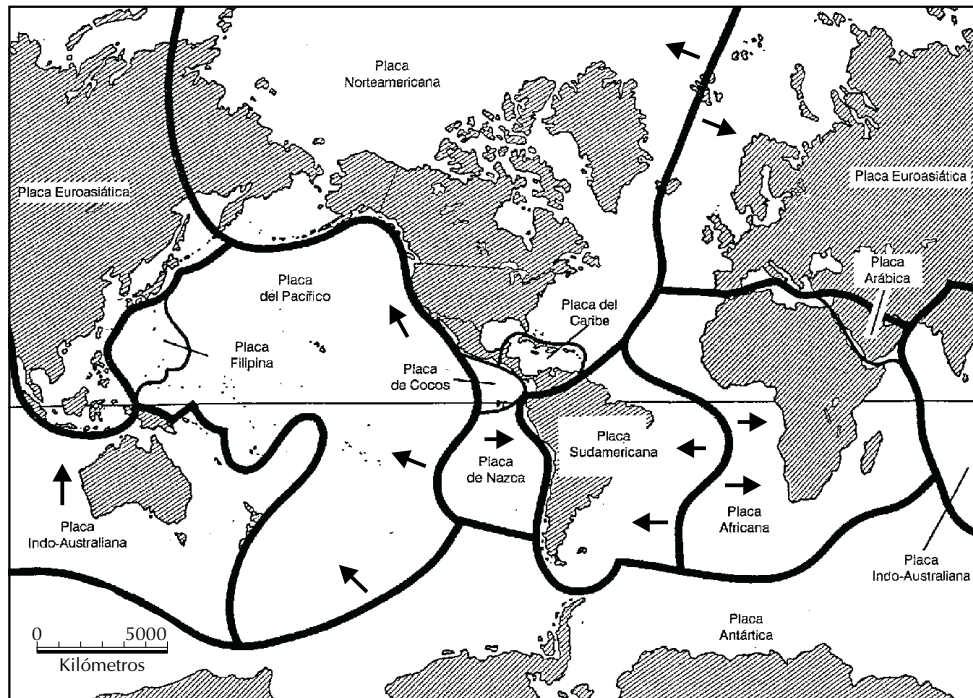 Placa
Norteamericana
Placa Euroasiática
Placa Euroasiática
Placa
Arábica
Placa
del Pacífico
Placa del
Caribe
Placa
Filipina
Placa
de Cocos
Placa
Sudamericana
Placa
de Nazca
Placa
Africana
Placa
Indo-Australiana
Placa
Indo-Australiana
Placa
Antártica
0 5000
Kilómetros